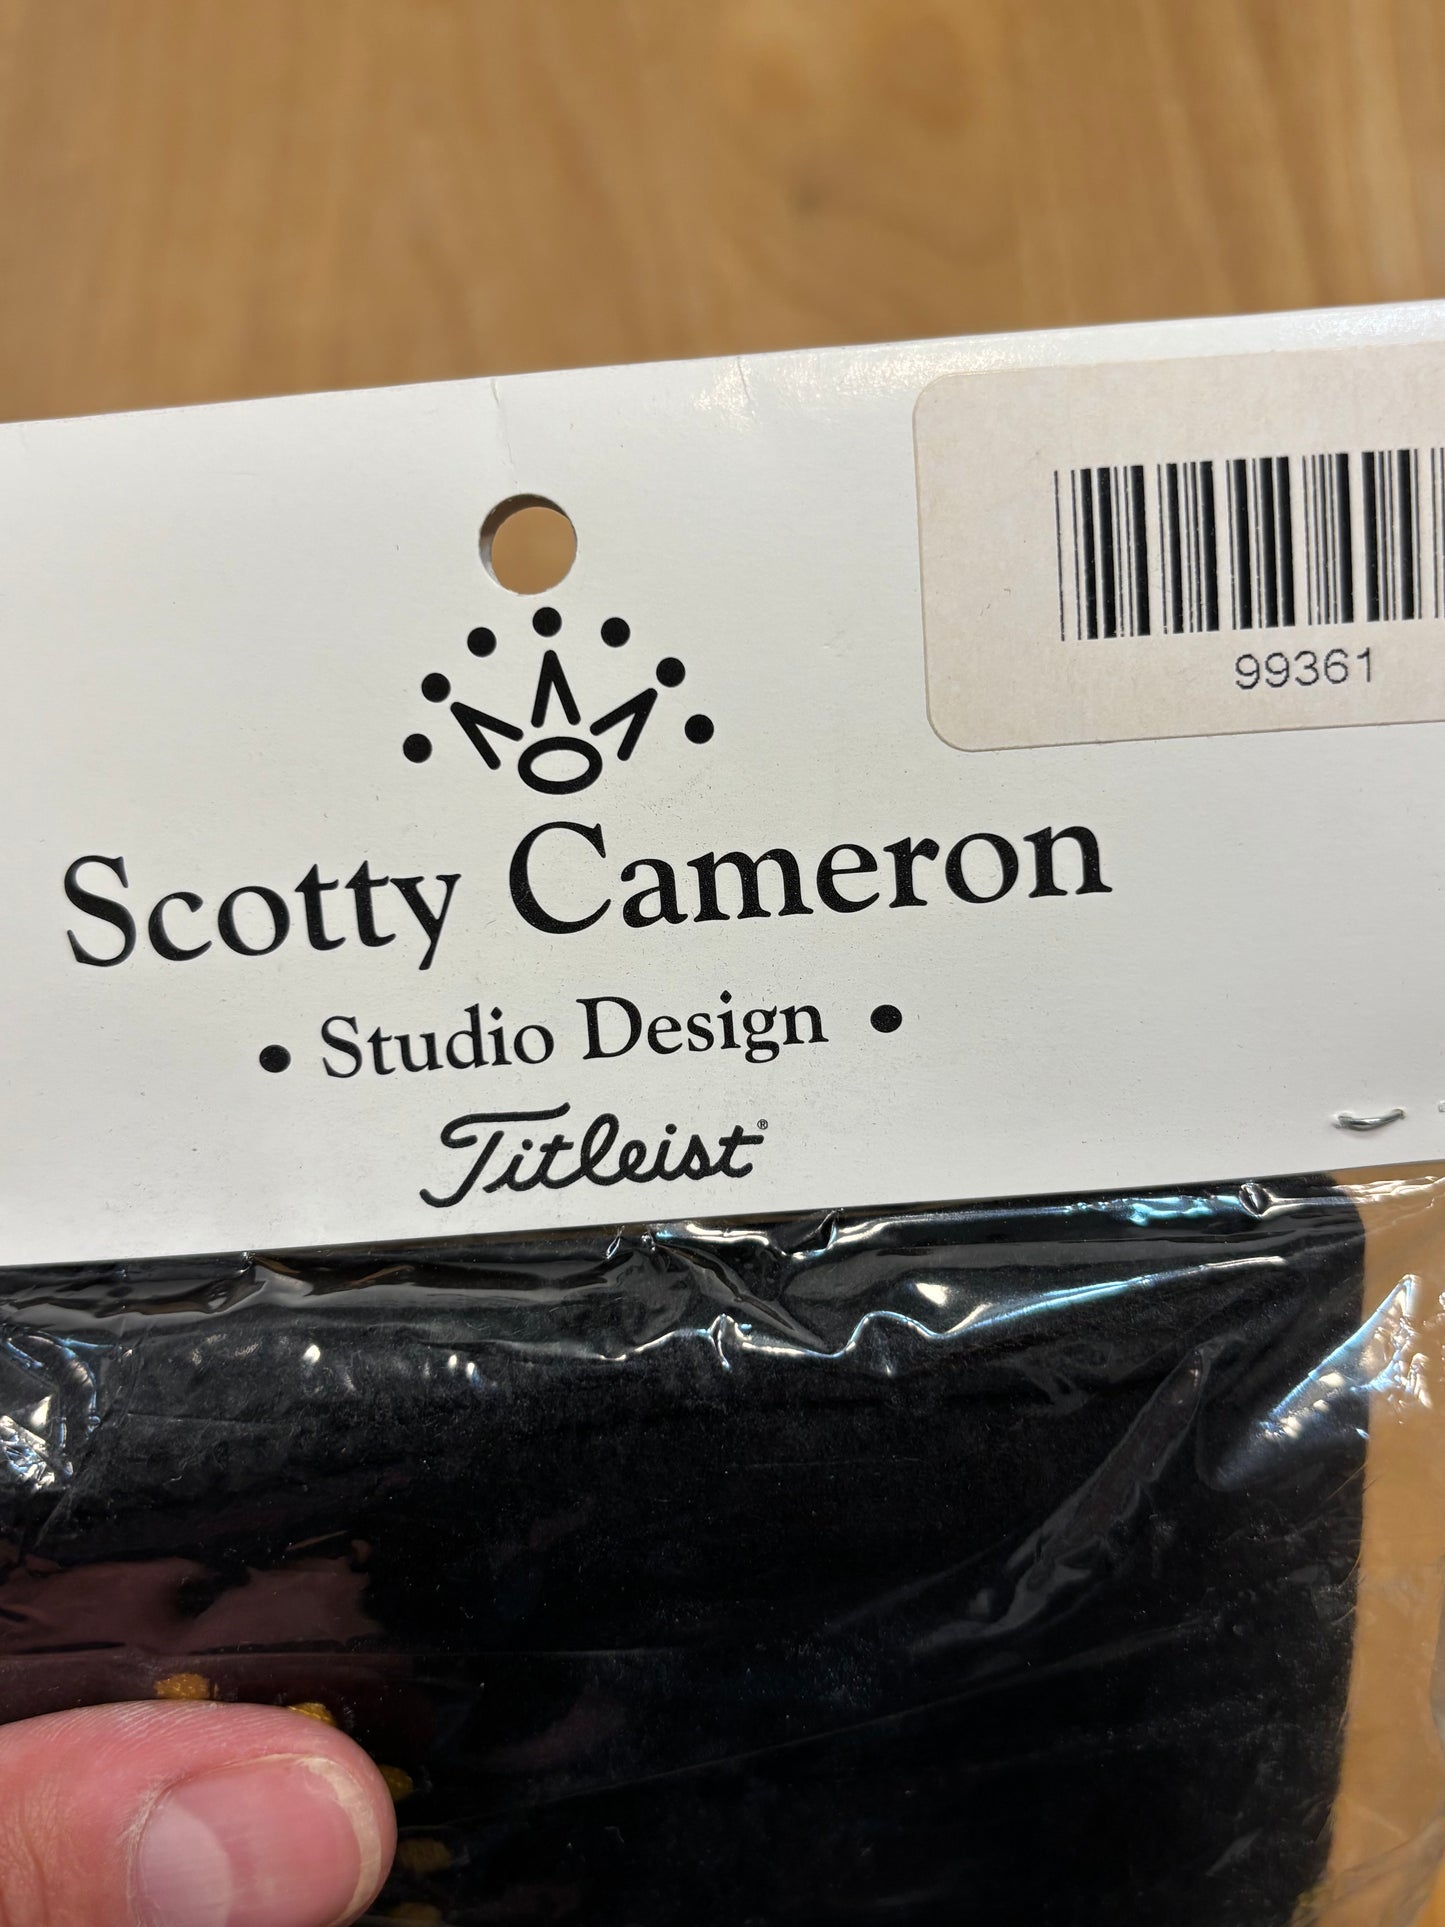 99361
Scotty Cameron
• Studio Design •
Titleist®